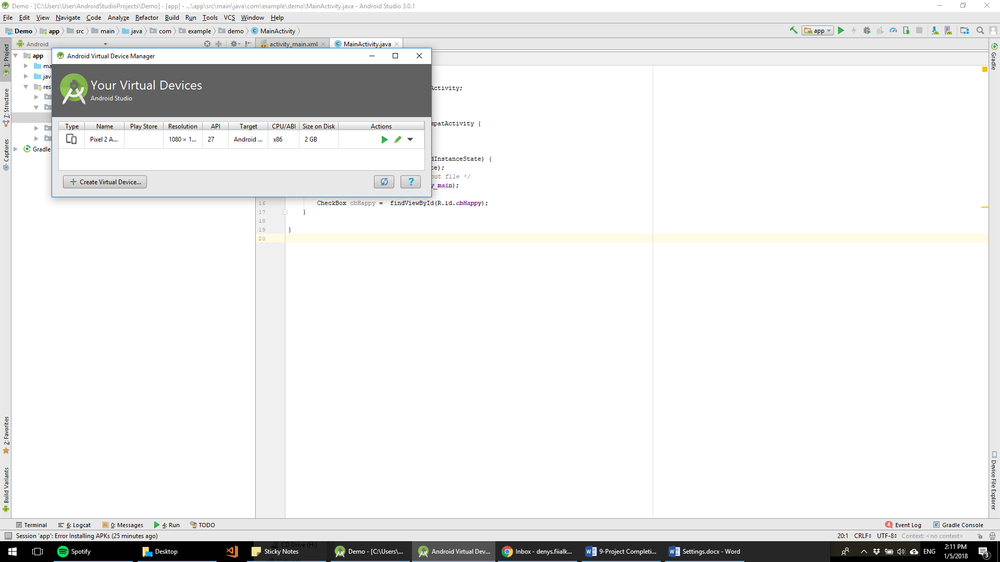 Demo - [C:\Users\User\AndroidStudioProjects\Demo] - [app] - ...\app\src\main\java\com\example\demo\MainActivity.java - Android Studio 3.0.1
File Edit View Navigate Code Analyze Refactor Build Run Tools VCS Window Help
Demo app src main java com example demo MainActivity app
Android activity_main.xml MainActivity.java
1: Project
7: Structure
Captures
2: Favorites
Build Variants
app
ma
jav
res
Gradle
Android Virtual Device Manager
Your Virtual Devices
Android Studio
Type Name Play Store Resolution API Target CPU/ABI Size on Disk Actions
Pixel 2 A... 1080 × 1... 27 Android ... x86 2 GB
Create Virtual Device... ?
Activity;
mpatActivity {
dInstanceState) {
te);
out file */
y_main);
16 CheckBox cbHappy = findViewById(R.id.cbHappy);
17 }
18
19 }
20
Gradle
Device File Explorer
Terminal 6: Logcat 0: Messages 4: Run TODO 4 Event Log Gradle Console
Session 'app': Error Installing APKs (25 minutes ago) 20:1 CRLF UTF-8 Context: <no context>
CD Drive (H:)
Spotify Desktop Sticky Notes Demo - [C:\Users\... Android Virtual Dev... Inbox - denys.fiialk... 9-Project Completi... Settings.docx - Word ENG 2:11 PM
1/5/2018 3